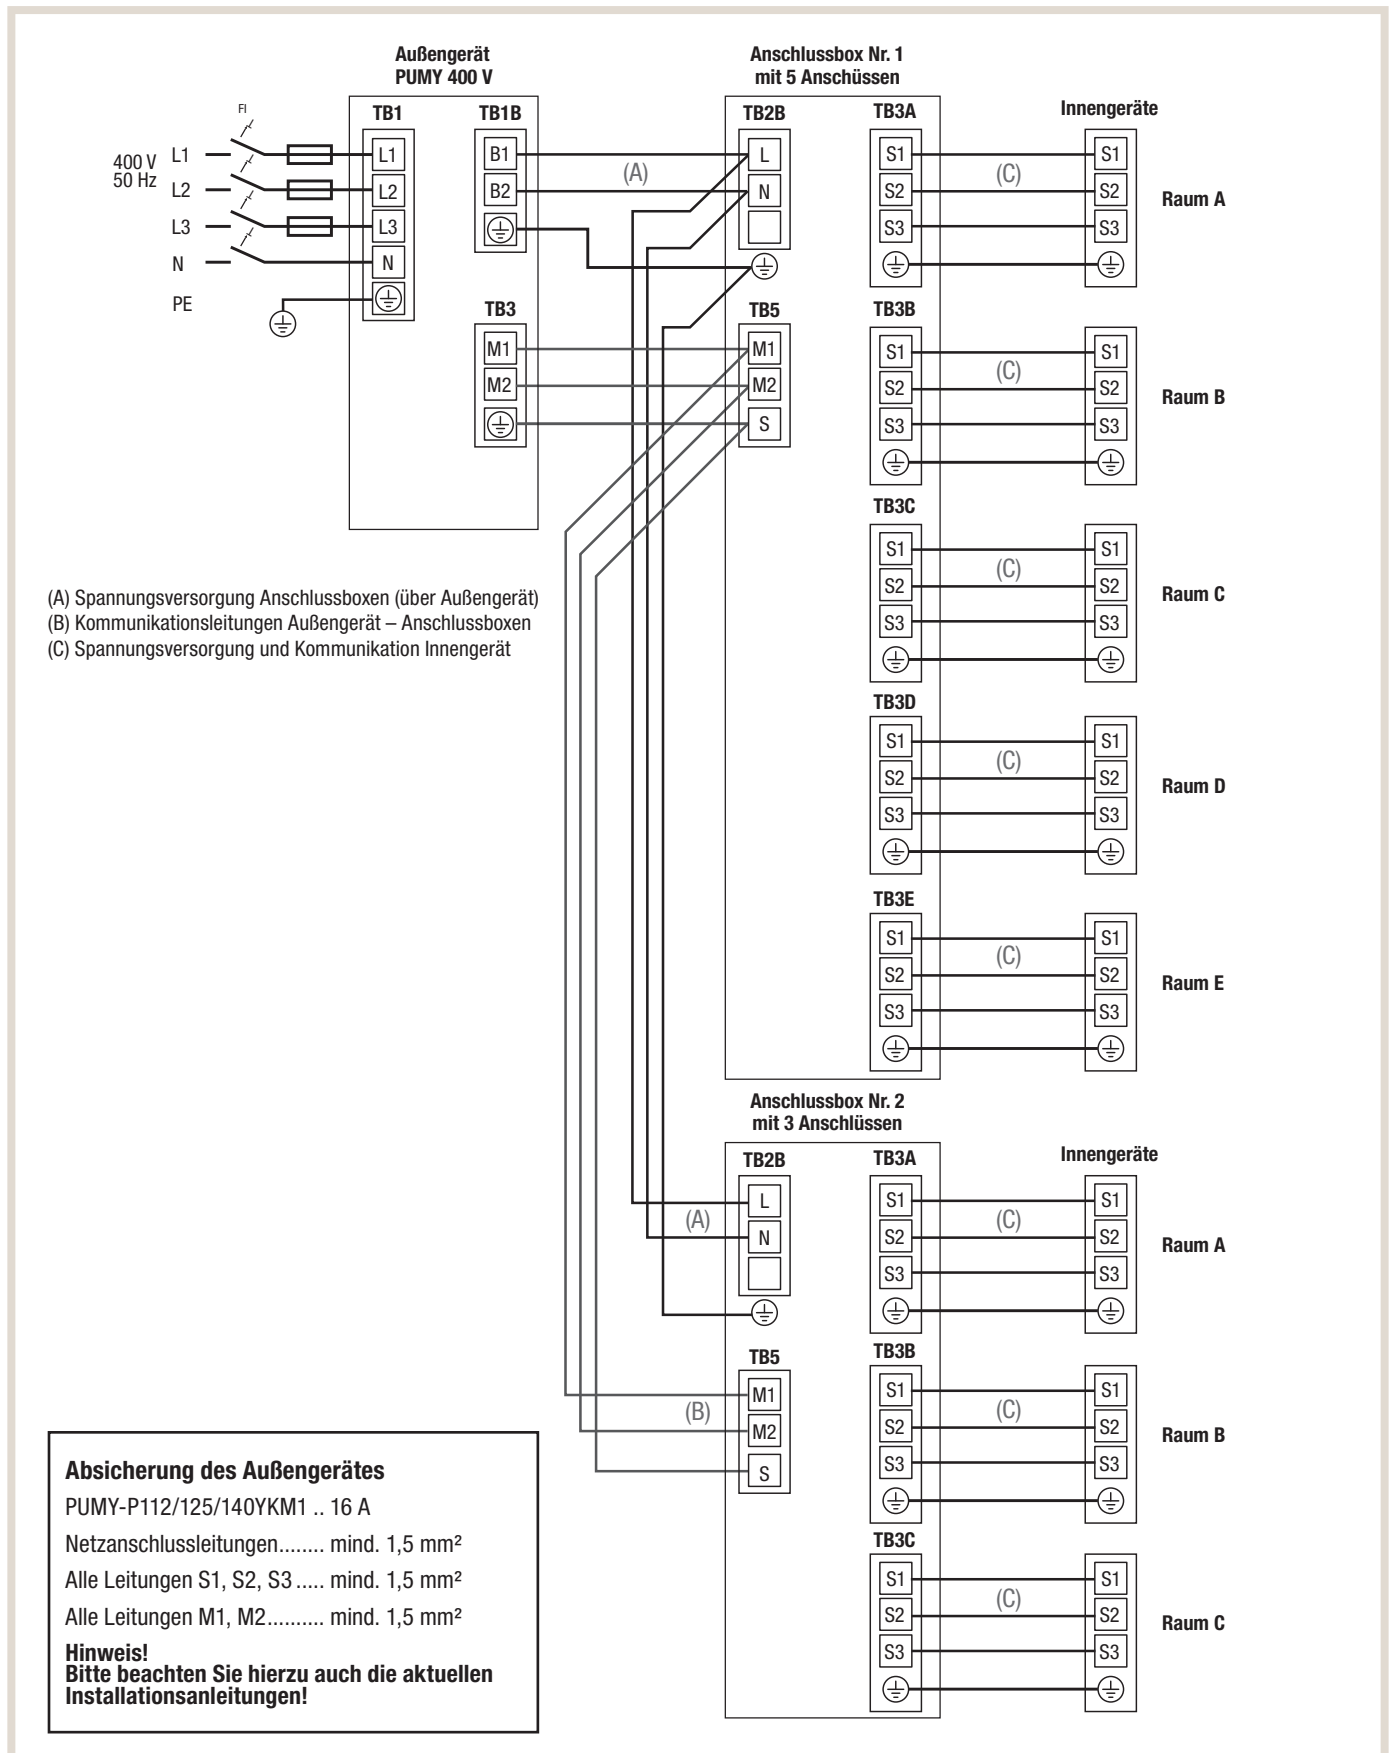 Außengerät
PUMY 400 V
Anschlussbox Nr. 1
mit 5 Anschüssen
FI
TB1
TB1B
TB2B
TB3A
Innengeräte
400 V
50 Hz
L1
L2
L3
N
PE
L1
L2
L3
N
B1
B2
(A)
L
N
S1
S2
S3
(C)
S1
S2
S3
Raum A
TB3
M1
M2
TB5
M1
M2
S
TB3B
S1
S2
S3
(C)
S1
S2
S3
Raum B
TB3C
S1
S2
S3
(C)
S1
S2
S3
Raum C
(A) Spannungsversorgung Anschlussboxen (über Außengerät)
(B) Kommunikationsleitungen Außengerät – Anschlussboxen
(C) Spannungsversorgung und Kommunikation Innengerät
TB3D
S1
S2
S3
(C)
S1
S2
S3
Raum D
TB3E
S1
S2
S3
(C)
S1
S2
S3
Raum E
Anschlussbox Nr. 2
mit 3 Anschlüssen
TB2B
TB3A
Innengeräte
(A)
L
N
S1
S2
S3
(C)
S1
S2
S3
Raum A
TB5
(B)
M1
M2
S
TB3B
S1
S2
S3
(C)
S1
S2
S3
Raum B
TB3C
S1
S2
S3
(C)
S1
S2
S3
Raum C
Absicherung des Außengerätes
PUMY-P112/125/140YKM1 .. 16 A
Netzanschlussleitungen........ mind. 1,5 mm²
Alle Leitungen S1, S2, S3 ..... mind. 1,5 mm²
Alle Leitungen M1, M2.......... mind. 1,5 mm²
Hinweis!
Bitte beachten Sie hierzu auch die aktuellen
Installationsanleitungen!